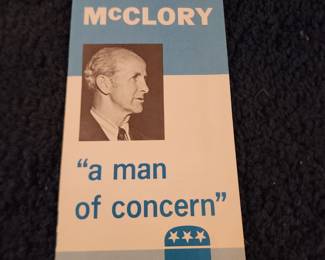 McCLORY
"a man
of concern"